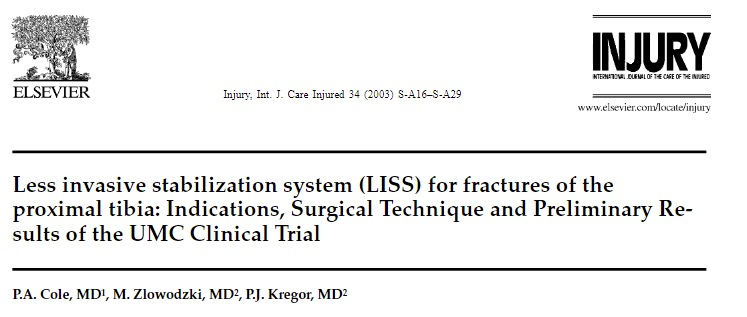 ELSEVIER
Injury, Int. J. Care Injured 34 (2003) S-A16–S-A29
INJURY
INTERNATIONAL JOURNAL OF THE CARE OF THE INJURED
www.elsevier.com/locate/injury
Less invasive stabilization system (LISS) for fractures of the
proximal tibia: Indications, Surgical Technique and Preliminary Re-
sults of the UMC Clinical Trial
P.A. Cole, MD¹, M. Zlowodzki, MD², P.J. Kregor, MD²